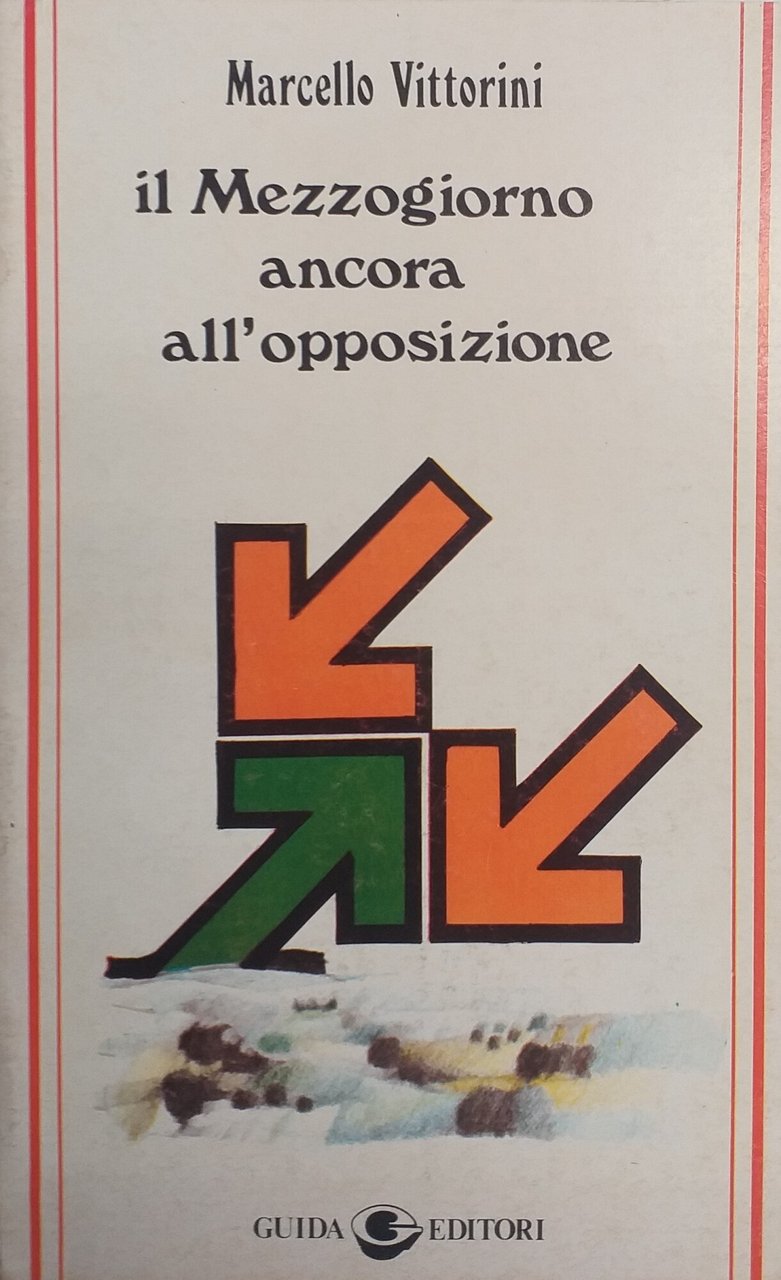 Marcello Vittorini
il Mezzogiorno
ancora
all'opposizione
GUIDA EDITORI